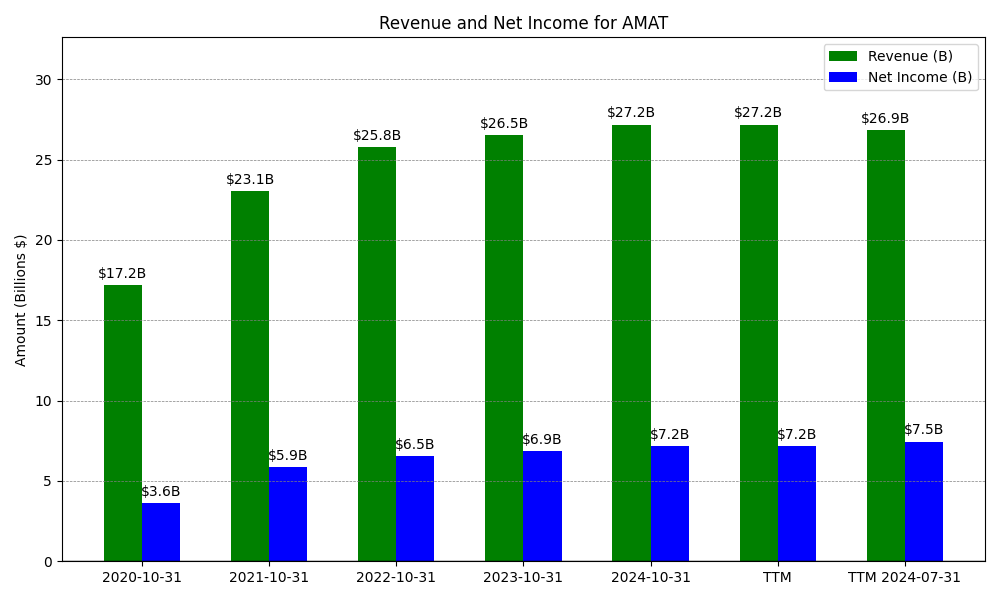 Revenue and Net Income for AMAT
Revenue (B)
Net Income (B)
Amount (Billions $)
30
25
20
15
10
5
0
$17.2B
$3.6B
$23.1B
$5.9B
$25.8B
$6.5B
$26.5B
$6.9B
$27.2B
$7.2B
$27.2B
$7.2B
$26.9B
$7.5B
2020-10-31
2021-10-31
2022-10-31
2023-10-31
2024-10-31
TTM
TTM 2024-07-31